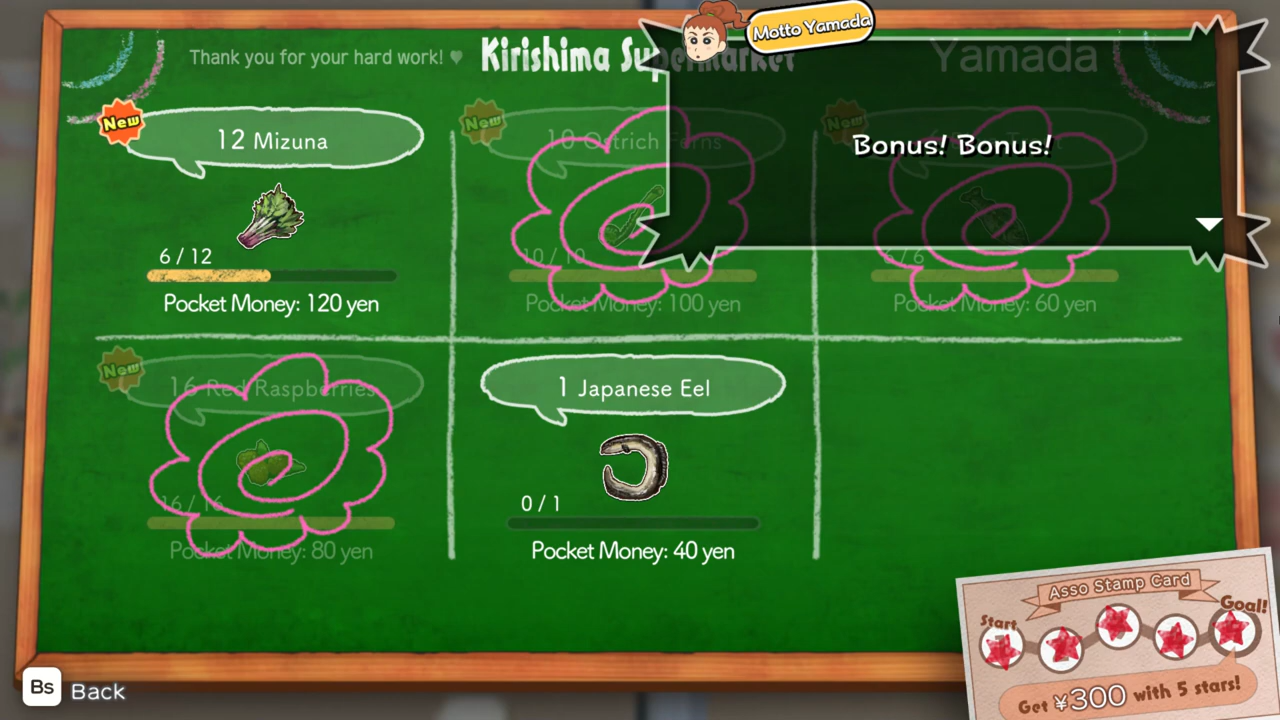 Motto Yamada
Thank you for your hard work! ♥
Kirishima Supermarket
Yamada
Bonus! Bonus!
New
12 Mizuna
6 / 12
Pocket Money: 120 yen
New
10 Ostrich Ferns
10 / 10
Pocket Money: 100 yen
New
6 / 6
Pocket Money: 60 yen
New
16 Red Raspberries
16 / 16
Pocket Money: 80 yen
1 Japanese Eel
0 / 1
Pocket Money: 40 yen
Asso Stamp Card
Start
Goal!
Get ¥300 with 5 stars!
Bs Back